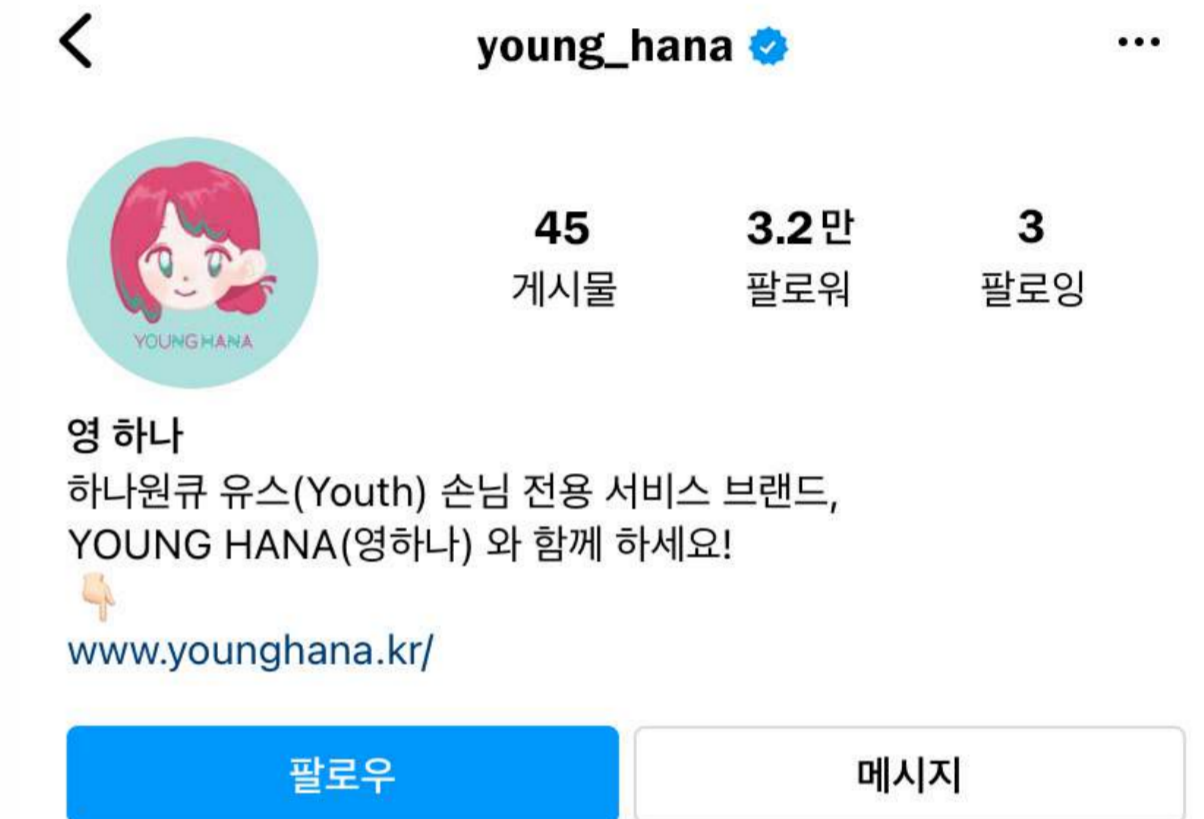 young_hana
45
3.2만
3
게시물
팔로워
팔로잉
YOUNG HANA
영 하나
하나원큐 유스(Youth) 손님 전용 서비스 브랜드,
YOUNG HANA(영하나) 와 함께 하세요!
👇🏻
www.younghana.kr/
팔로우
메시지